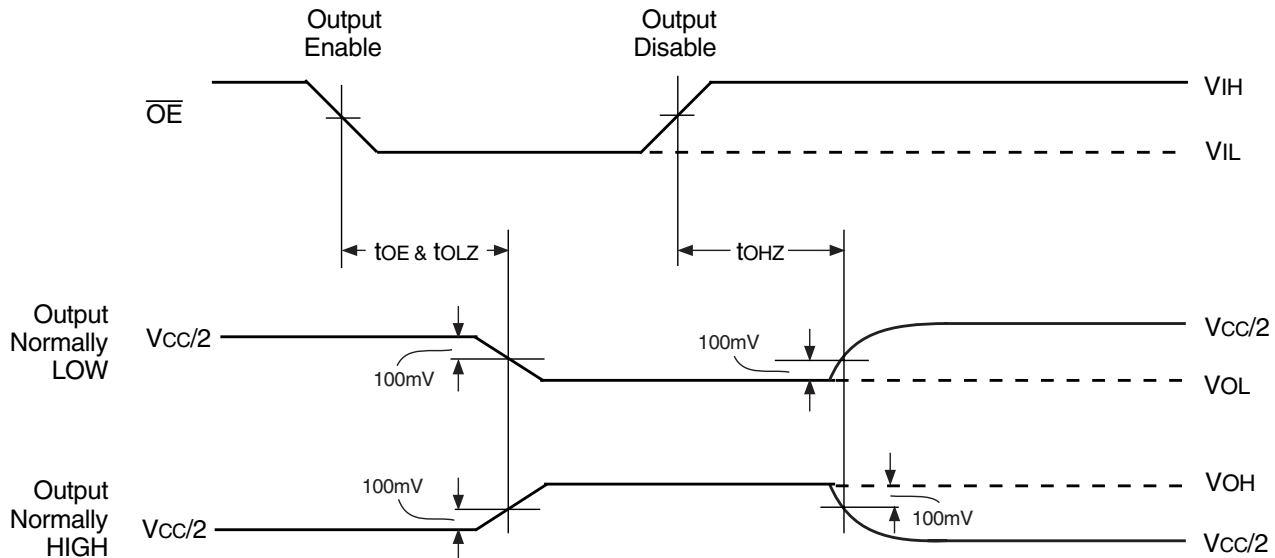 Output
Enable
Output
Disable
OE
VIH
VIL
tOE & tOLZ
tOHZ
Output
Normally
LOW
VCC/2
100mV
100mV
VCC/2
VOL
Output
Normally
HIGH
VCC/2
100mV
VOH
100mV
VCC/2